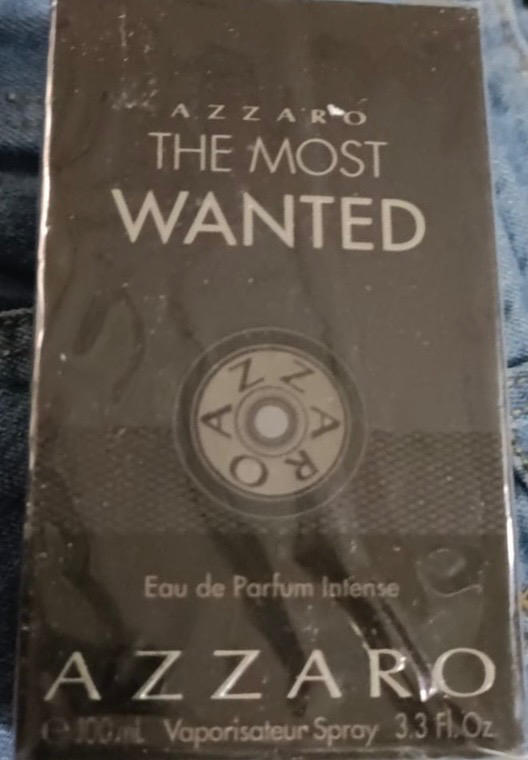 AZZARO
THE MOST
WANTED
AZZARO
Eau de Parfum Intense
AZZARO
℮ 100 mL Vaporisateur Spray 3.3 Fl. Oz.